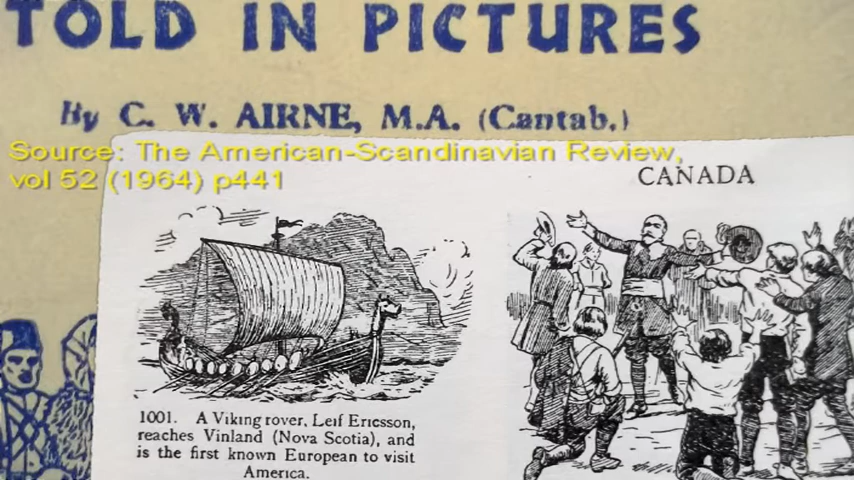 TOLD IN PICTURES
By C. W. AIRNE, M.A. (Cantab.)
Source: The American-Scandinavian Review,
vol 52 (1964) p441
CANADA
1001. A Viking rover, Leif Ericsson,
reaches Vinland (Nova Scotia), and
is the first known European to visit
America.